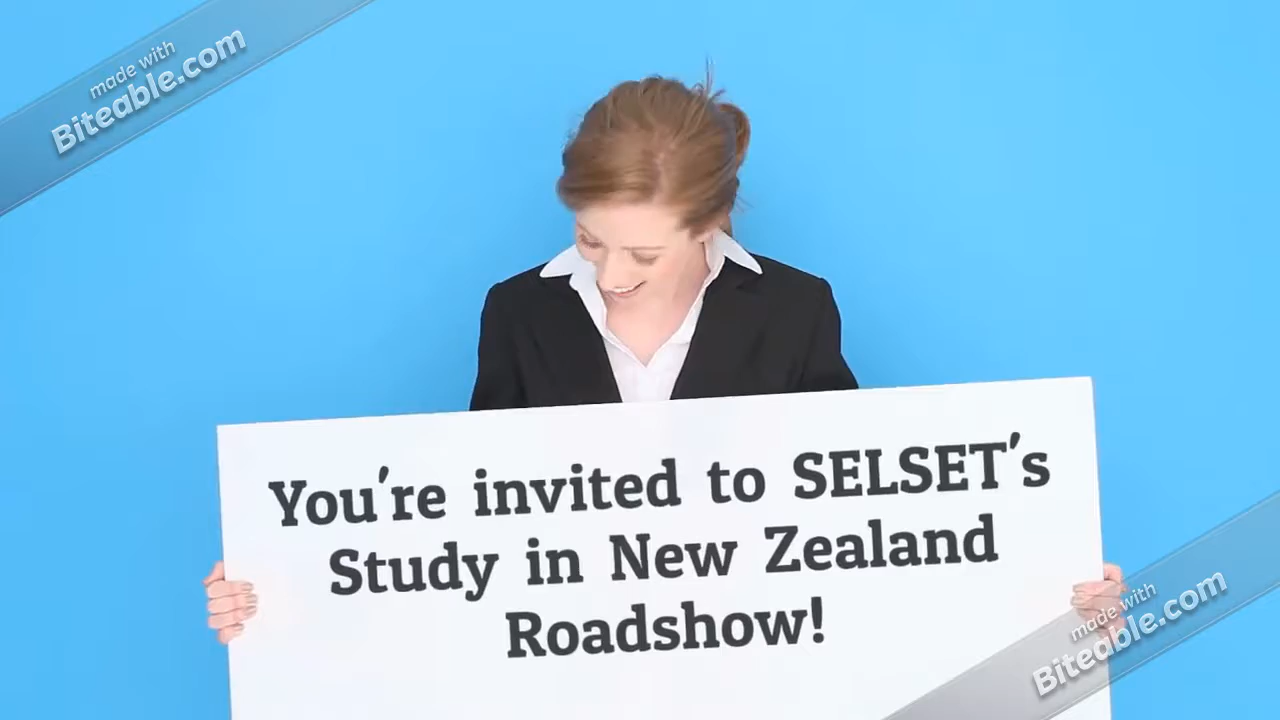 made with
Biteable.com
You're invited to SELSET's
Study in New Zealand
Roadshow!
made with
Biteable.com